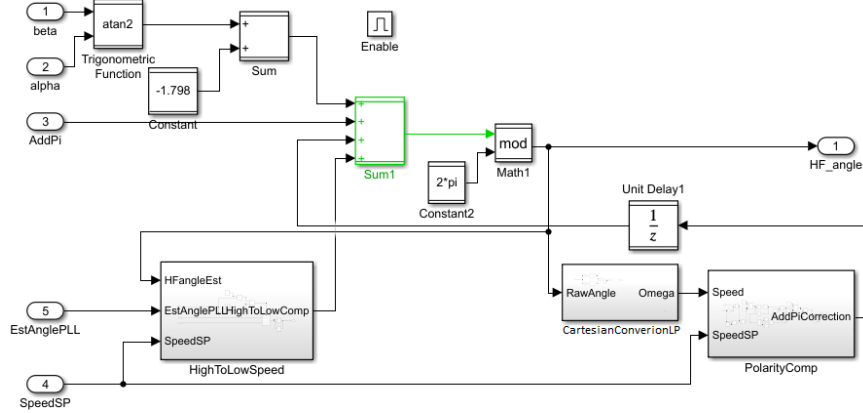 1
beta
atan2
Trigonometric
Function
2
alpha
-1.798
Constant
+
+
Sum
Enable
3
AddPi
+
+
+
+
Sum1
mod
Math1
2*pi
Constant2
1
HF_angle
Unit Delay1
1
z
HFangleEst
EstAnglePLL
HighToLowComp
SpeedSP
HighToLowSpeed
5
EstAnglePLL
4
SpeedSP
RawAngle
Omega
CartesianConverionLP
Speed
AddPiCorrection
SpeedSP
PolarityComp